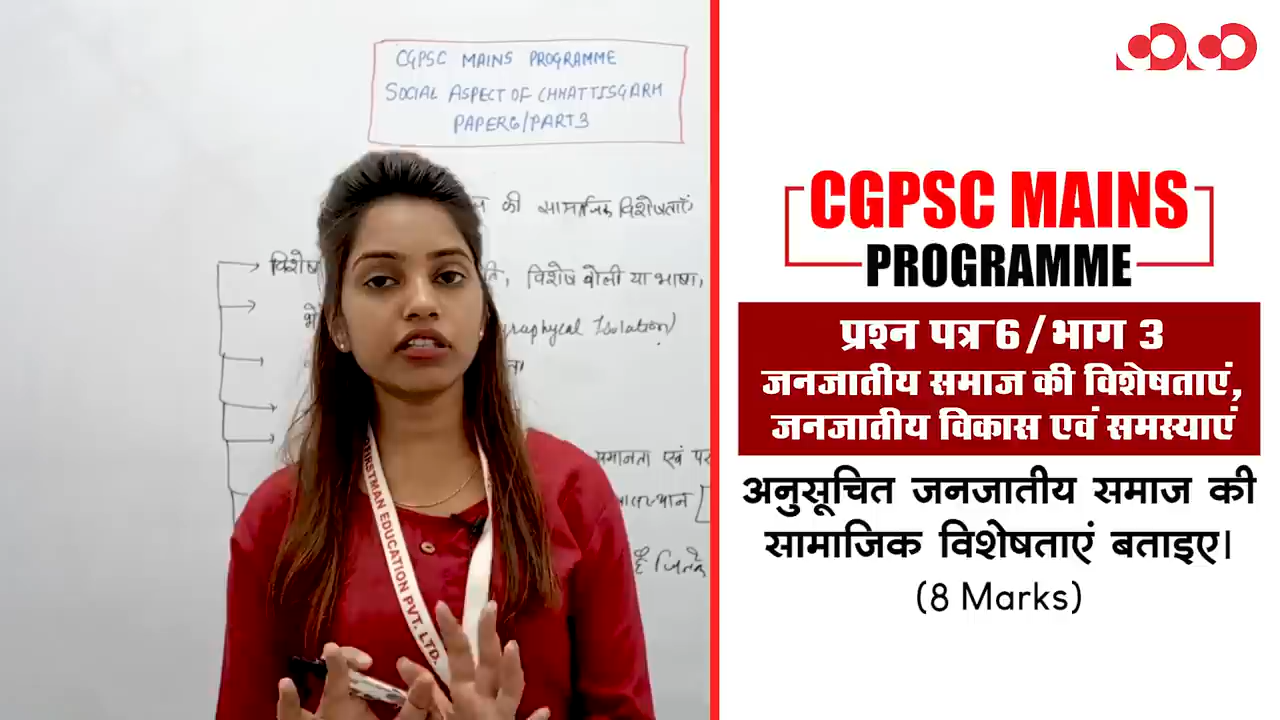 CGPSC MAINS PROGRAMME
SOCIAL ASPECT OF CHHATTISGARH
PAPER6/PART3
की सामाजिक विशेषताएं
विशेष
विशेष बोली या भाषा,
Isolation)
समानता एवं
FIRSTMAN EDUCATION PVT. LTD.
CGPSC MAINS
PROGRAMME
प्रश्न पत्र 6/भाग 3
जनजातीय समाज की विशेषताएं,
जनजातीय विकास एवं समस्याएं
अनुसूचित जनजातीय समाज की
सामाजिक विशेषताएं बताइए।
(8 Marks)